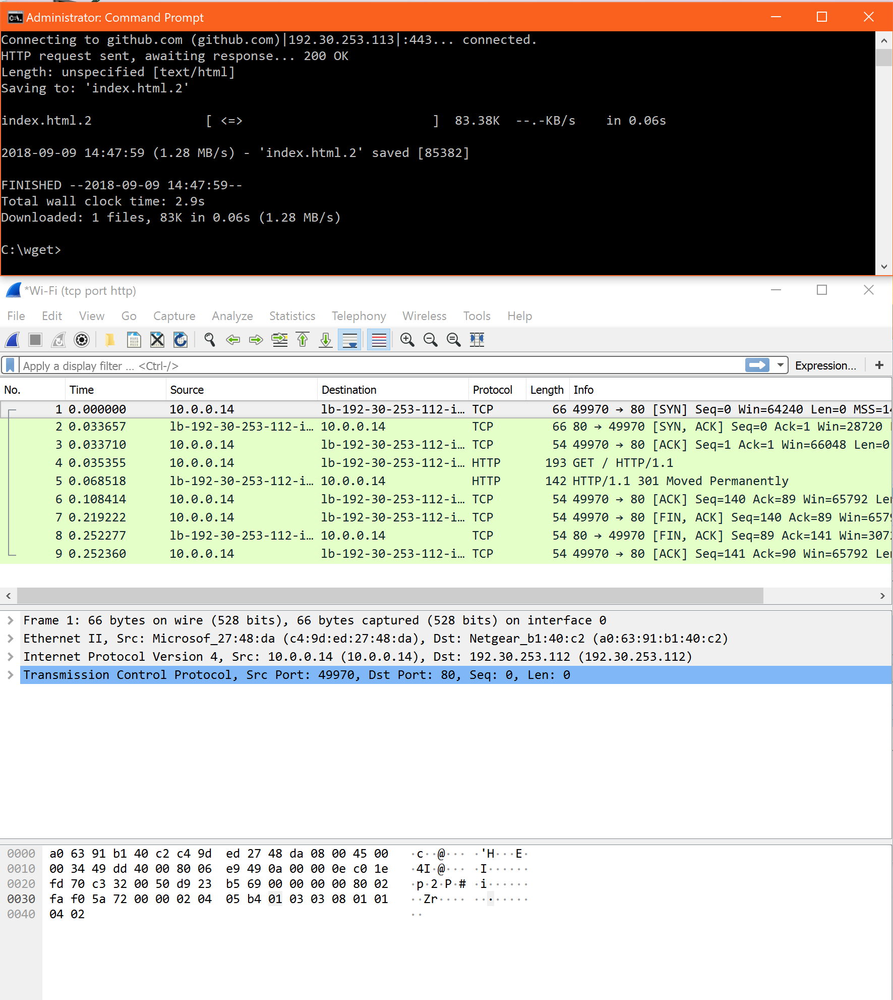 Administrator: Command Prompt
Connecting to github.com (github.com)|192.30.253.113|:443... connected.
HTTP request sent, awaiting response... 200 OK
Length: unspecified [text/html]
Saving to: 'index.html.2'
index.html.2 [ <=> ] 83.38K --.-KB/s in 0.06s
2018-09-09 14:47:59 (1.28 MB/s) - 'index.html.2' saved [85382]
FINISHED --2018-09-09 14:47:59--
Total wall clock time: 2.9s
Downloaded: 1 files, 83K in 0.06s (1.28 MB/s)
C:\wget>
*Wi-Fi (tcp port http)
File Edit View Go Capture Analyze Statistics Telephony Wireless Tools Help
Apply a display filter ... <Ctrl-/> Expression... +
No. Time Source Destination Protocol Length Info
1 0.000000 10.0.0.14 lb-192-30-253-112-i... TCP 66 49970 → 80 [SYN] Seq=0 Win=64240 Len=0 MSS=14
2 0.033657 lb-192-30-253-112-i... 10.0.0.14 TCP 66 80 → 49970 [SYN, ACK] Seq=0 Ack=1 Win=28720
3 0.033710 10.0.0.14 lb-192-30-253-112-i... TCP 54 49970 → 80 [ACK] Seq=1 Ack=1 Win=66048 Len=0
4 0.035355 10.0.0.14 lb-192-30-253-112-i... HTTP 193 GET / HTTP/1.1
5 0.068518 lb-192-30-253-112-i... 10.0.0.14 HTTP 142 HTTP/1.1 301 Moved Permanently
6 0.108414 10.0.0.14 lb-192-30-253-112-i... TCP 54 49970 → 80 [ACK] Seq=140 Ack=89 Win=65792 Le
7 0.219222 10.0.0.14 lb-192-30-253-112-i... TCP 54 49970 → 80 [FIN, ACK] Seq=140 Ack=89 Win=6579
8 0.252277 lb-192-30-253-112-i... 10.0.0.14 TCP 54 80 → 49970 [FIN, ACK] Seq=89 Ack=141 Win=3072
9 0.252360 10.0.0.14 lb-192-30-253-112-i... TCP 54 49970 → 80 [ACK] Seq=141 Ack=90 Win=65792 Le
Frame 1: 66 bytes on wire (528 bits), 66 bytes captured (528 bits) on interface 0
Ethernet II, Src: Microsof_27:48:da (c4:9d:ed:27:48:da), Dst: Netgear_b1:40:c2 (a0:63:91:b1:40:c2)
Internet Protocol Version 4, Src: 10.0.0.14 (10.0.0.14), Dst: 192.30.253.112 (192.30.253.112)
Transmission Control Protocol, Src Port: 49970, Dst Port: 80, Seq: 0, Len: 0
0000 a0 63 91 b1 40 c2 c4 9d ed 27 48 da 08 00 45 00 ·c··@··· ·'H···E·
0010 00 34 49 dd 40 00 80 06 e9 49 0a 00 00 0e c0 1e ·4I·@··· ·I······
0020 fd 70 c3 32 00 50 d9 23 b5 69 00 00 00 00 80 02 ·p·2·P·# ·i······
0030 fa f0 5a 72 00 00 02 04 05 b4 01 03 03 08 01 01 ··Zr···· ········
0040 04 02 ··